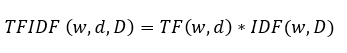 TFIDF (w, d, D) = TF(w, d) * IDF(w, D)